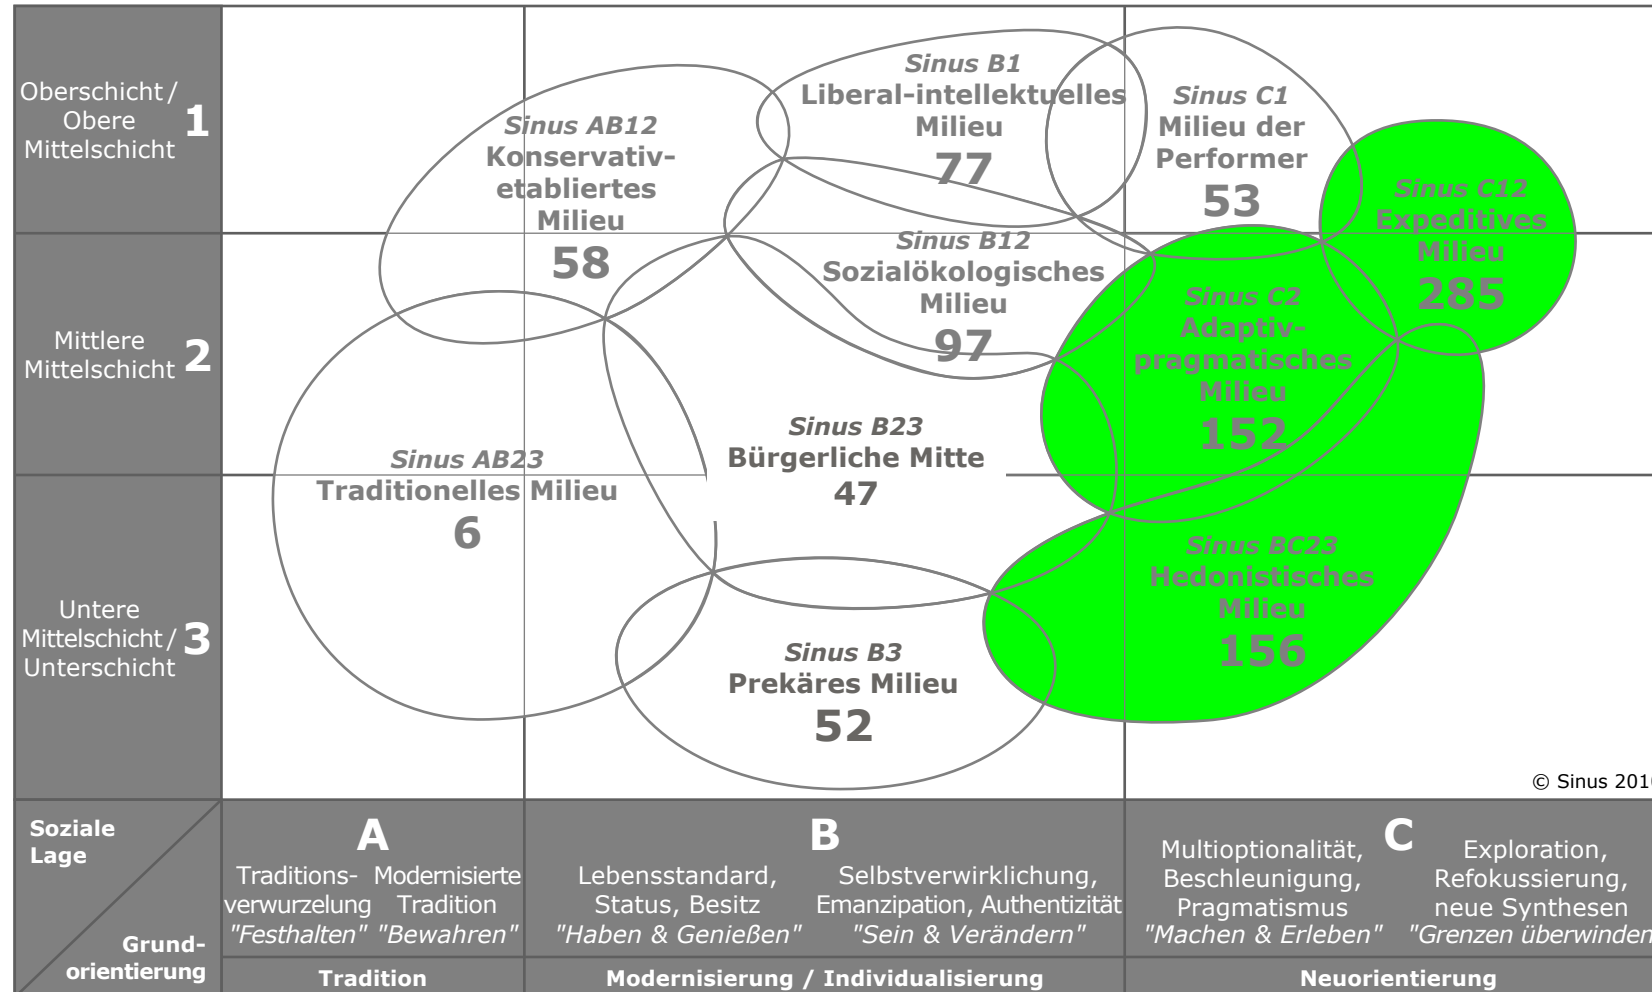 Oberschicht /
Obere
Mittelschicht
1
Mittlere
Mittelschicht
2
Untere
Mittelschicht /
Unterschicht
3
Sinus AB12
Konservativ-
etabliertes
Milieu
58
Sinus B1
Liberal-intellektuelles
Milieu
77
Sinus C1
Milieu der
Performer
53
Sinus C12
Expeditives
Milieu
285
Sinus B12
Sozialökologisches
Milieu
97
Sinus C2
Adaptiv-
pragmatisches
Milieu
152
Sinus AB23
Traditionelles Milieu
6
Sinus B23
Bürgerliche Mitte
47
Sinus BC23
Hedonistisches
Milieu
156
Sinus B3
Prekäres Milieu
52
© Sinus 201
Soziale
Lage
Grund-
orientierung
A
Traditions-
verwurzelung
"Festhalten"
Modernisierte
Tradition
"Bewahren"
B
Lebensstandard,
Status, Besitz
"Haben & Genießen"
Selbstverwirklichung,
Emanzipation, Authentizität
"Sein & Verändern"
C
Multioptionalität,
Beschleunigung,
Pragmatismus
"Machen & Erleben"
Exploration,
Refokussierung,
neue Synthesen
"Grenzen überwinden
Tradition
Modernisierung / Individualisierung
Neuorientierung